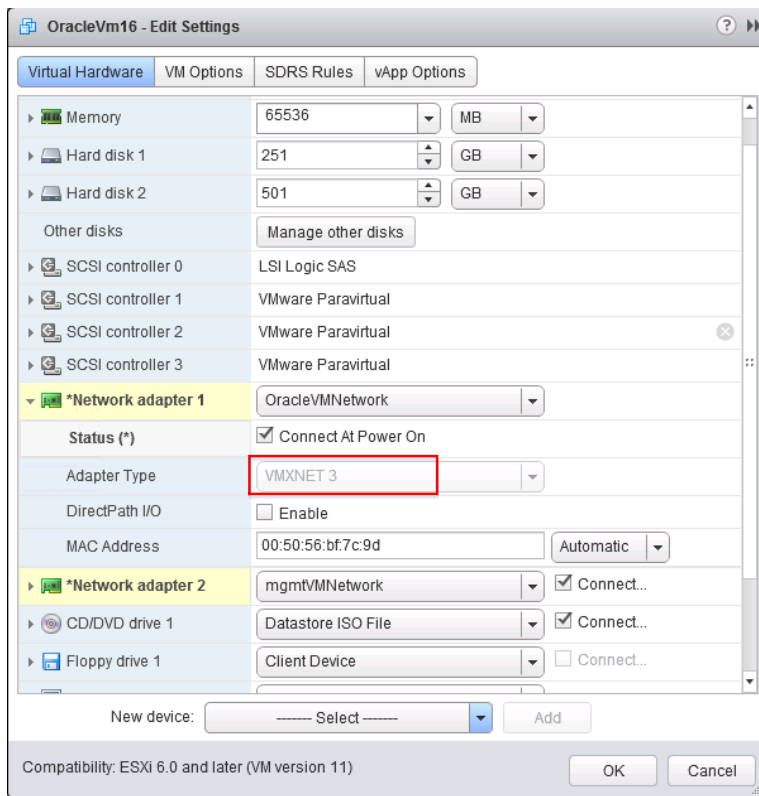 OracleVm16 - Edit Settings
Virtual Hardware VM Options SDRS Rules vApp Options
Memory 65536 MB
Hard disk 1 251 GB
Hard disk 2 501 GB
Other disks Manage other disks
SCSI controller 0 LSI Logic SAS
SCSI controller 1 VMware Paravirtual
SCSI controller 2 VMware Paravirtual
SCSI controller 3 VMware Paravirtual
*Network adapter 1 OracleVMNetwork
Status (*) Connect At Power On
Adapter Type VMXNET 3
DirectPath I/O Enable
MAC Address 00:50:56:bf:7c:9d Automatic
*Network adapter 2 mgmtVMNetwork Connect...
CD/DVD drive 1 Datastore ISO File Connect...
Floppy drive 1 Client Device Connect...
New device: ------- Select ------- Add
Compatibility: ESXi 6.0 and later (VM version 11) OK Cancel